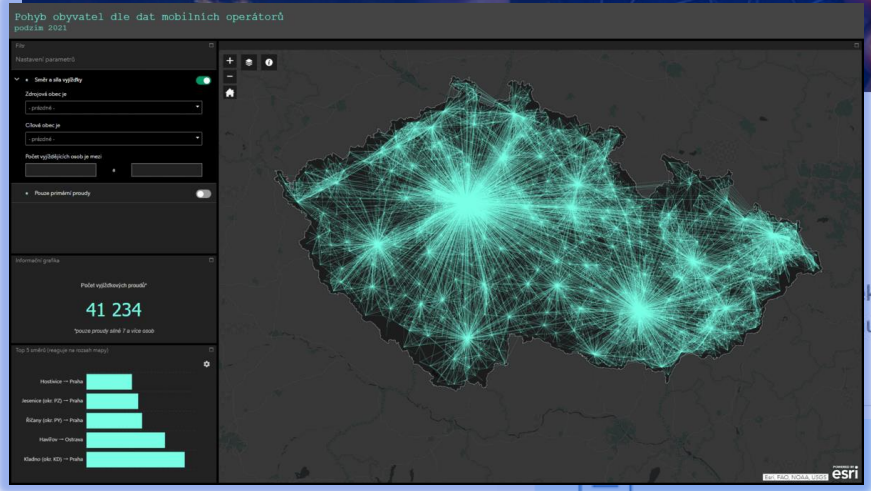 Pohyb obyvatel dle dat mobilních operátorů
podzim 2021
Filtr
Nastavení parametrů
Směr a síla vyjížďky
Zdrojová obec je
- prázdné -
Cílová obec je
- prázdné -
Počet vyjíždějících osob je mezi
a
Pouze primární proudy
Informační grafika
Počet vyjížďkových proudů*
41 234
*pouze proudy silné 7 a více osob
Top 5 směrů (reaguje na rozsah mapy)
Hostivice → Praha
Jesenice (okr. PZ) → Praha
Říčany (okr. PY) → Praha
Havířov → Ostrava
Kladno (okr. KD) → Praha
Esri, FAO, NOAA, USGS
POWERED BY
esri